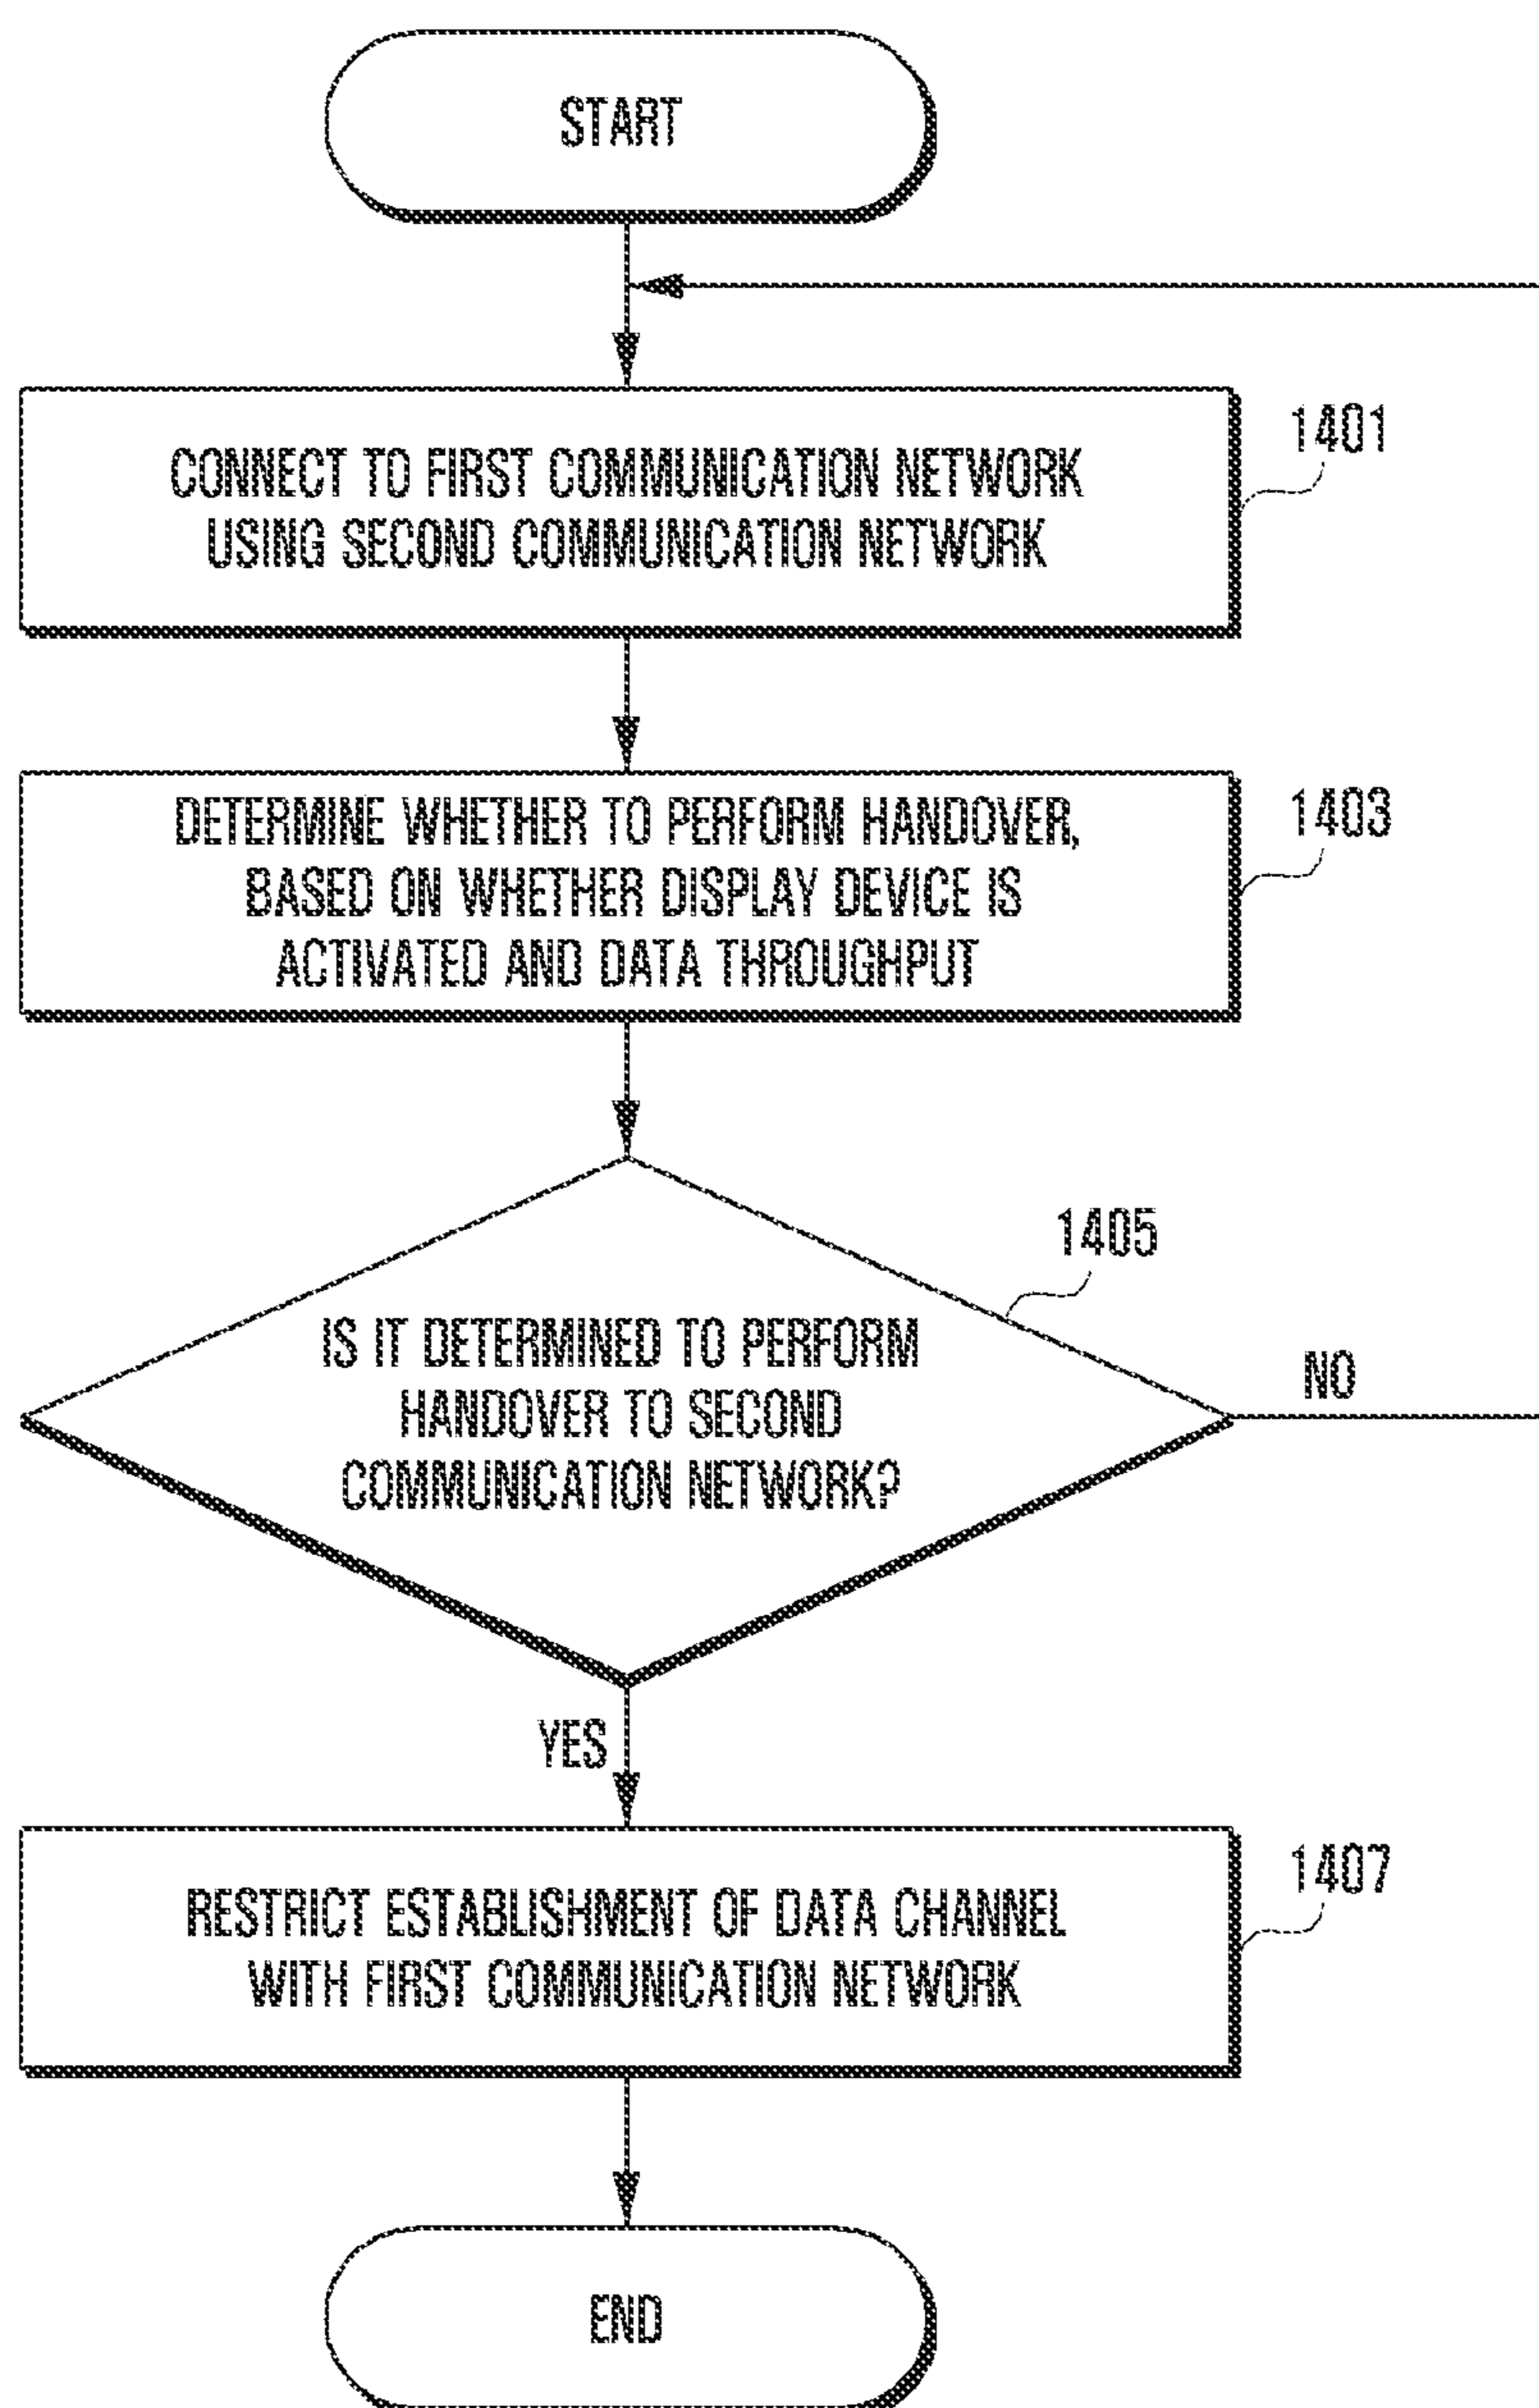 START
CONNECT TO FIRST COMMUNICATION NETWORK
USING SECOND COMMUNICATION NETWORK
1401
DETERMINE WHETHER TO PERFORM HANDOVER,
BASED ON WHETHER DISPLAY DEVICE IS
ACTIVATED AND DATA THROUGHPUT
1403
1405
IS IT DETERMINED TO PERFORM
HANDOVER TO SECOND
COMMUNICATION NETWORK?
NO
YES
RESTRICT ESTABLISHMENT OF DATA CHANNEL
WITH FIRST COMMUNICATION NETWORK
1407
END